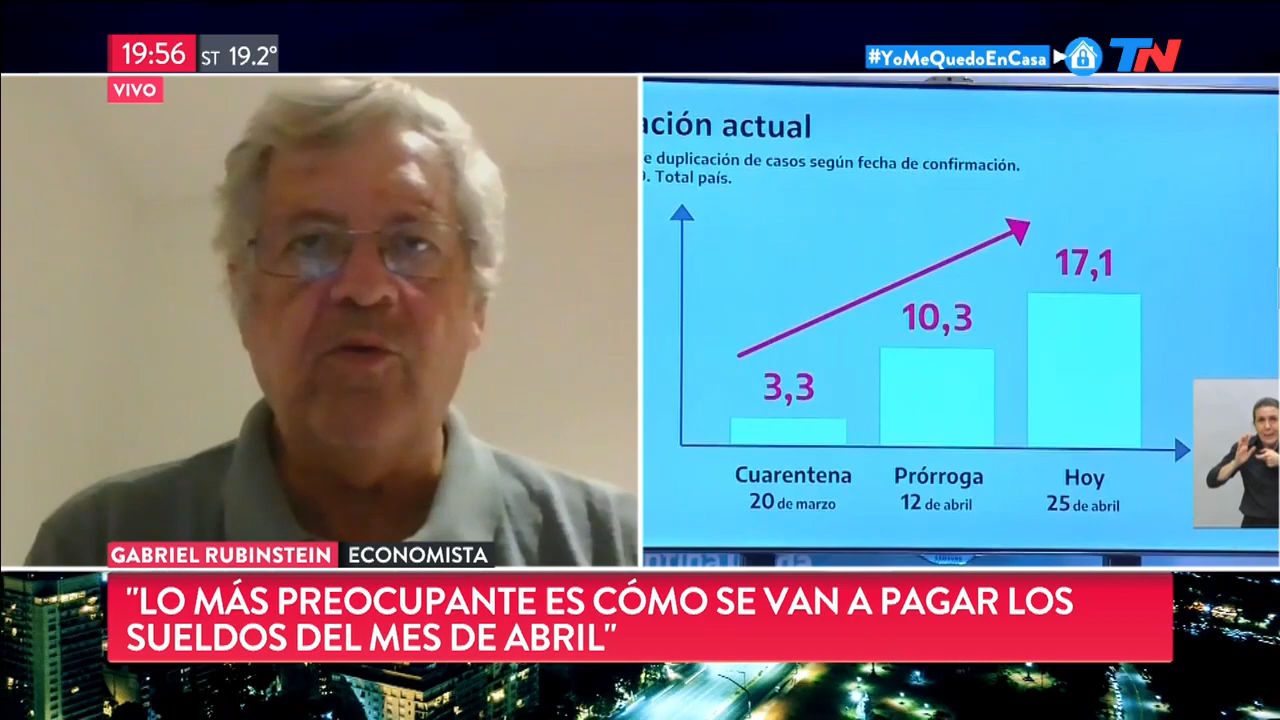 19:56 ST 19.2°
#YoMeQuedoEnCasa TN
VIVO
ación actual
e duplicación de casos según fecha de confirmación.
. Total país.
17,1
10,3
3,3
Cuarentena Prórroga Hoy
20 de marzo 12 de abril 25 de abril
GABRIEL RUBINSTEIN ECONOMISTA
"LO MÁS PREOCUPANTE ES CÓMO SE VAN A PAGAR LOS
SUELDOS DEL MES DE ABRIL"